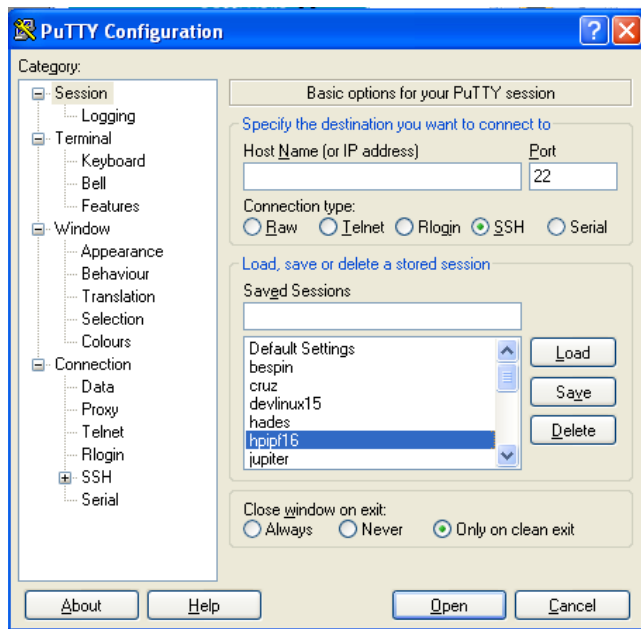 PuTTY Configuration
Category:
Session
Logging
Terminal
Keyboard
Bell
Features
Window
Appearance
Behaviour
Translation
Selection
Colours
Connection
Data
Proxy
Telnet
Rlogin
SSH
Serial
Basic options for your PuTTY session
Specify the destination you want to connect to
Host Name (or IP address) Port
22
Connection type:
Raw Telnet Rlogin SSH Serial
Load, save or delete a stored session
Saved Sessions
Default Settings
bespin
cruz
devlinux15
hades
hpipf16
jupiter
Load
Save
Delete
Close window on exit:
Always Never Only on clean exit
About Help Open Cancel